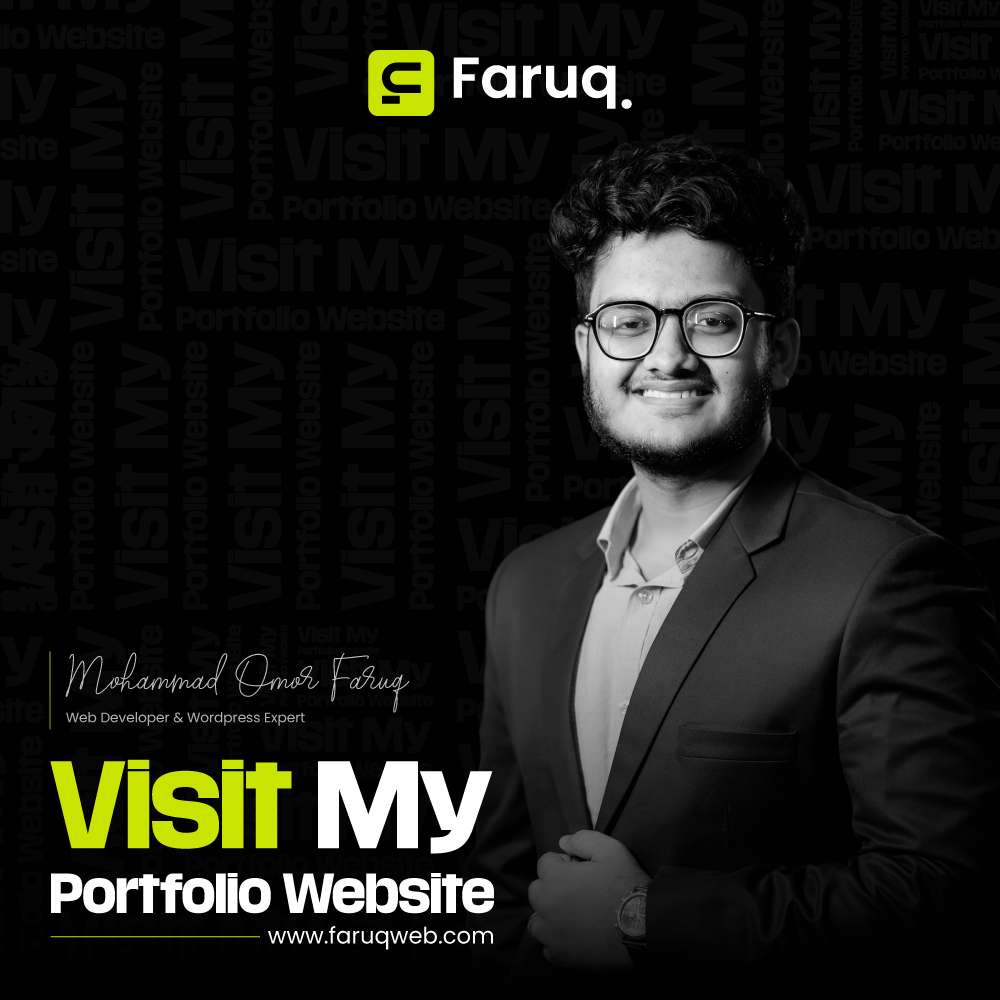 Faruq.
Mohammad Omor Faruq
Web Developer & Wordpress Expert
Visit My
Portfolio Website
www.faruqweb.com